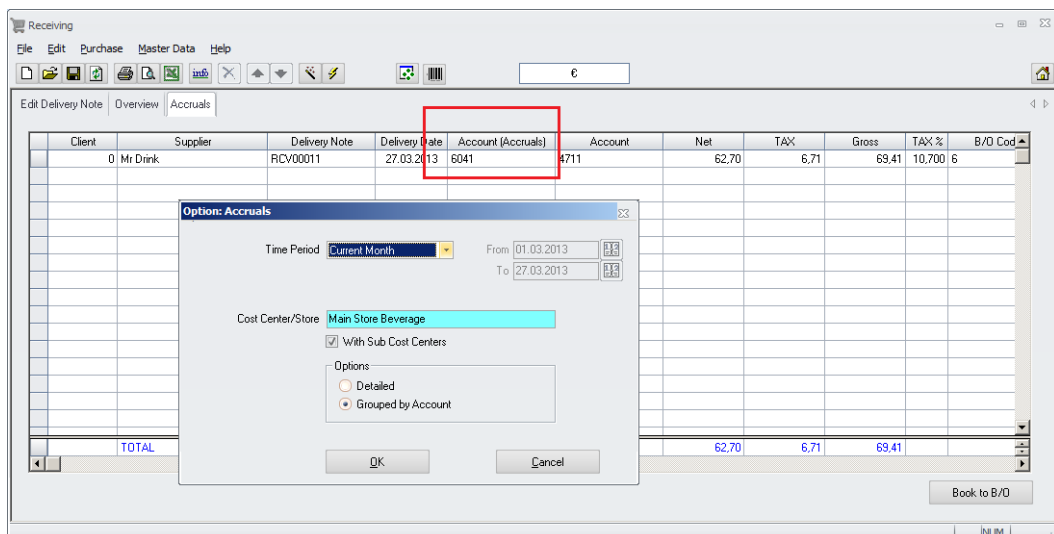 Receiving
File Edit Purchase Master Data Help
info €
Edit Delivery Note Overview Accruals
Client Supplier Delivery Note Delivery Date Account (Accruals) Account Net TAX Gross TAX % B/O Cod
0 Mr Drink RCV00011 27.03.2013 6041 4711 62,70 6,71 69,41 10,700 6
Option: Accruals
Time Period Current Month From 01.03.2013
To 27.03.2013
Cost Center/Store Main Store Beverage
With Sub Cost Centers
Options
Detailed
Grouped by Account
TOTAL 62,70 6,71 69,41
OK Cancel
Book to B/O
NUM